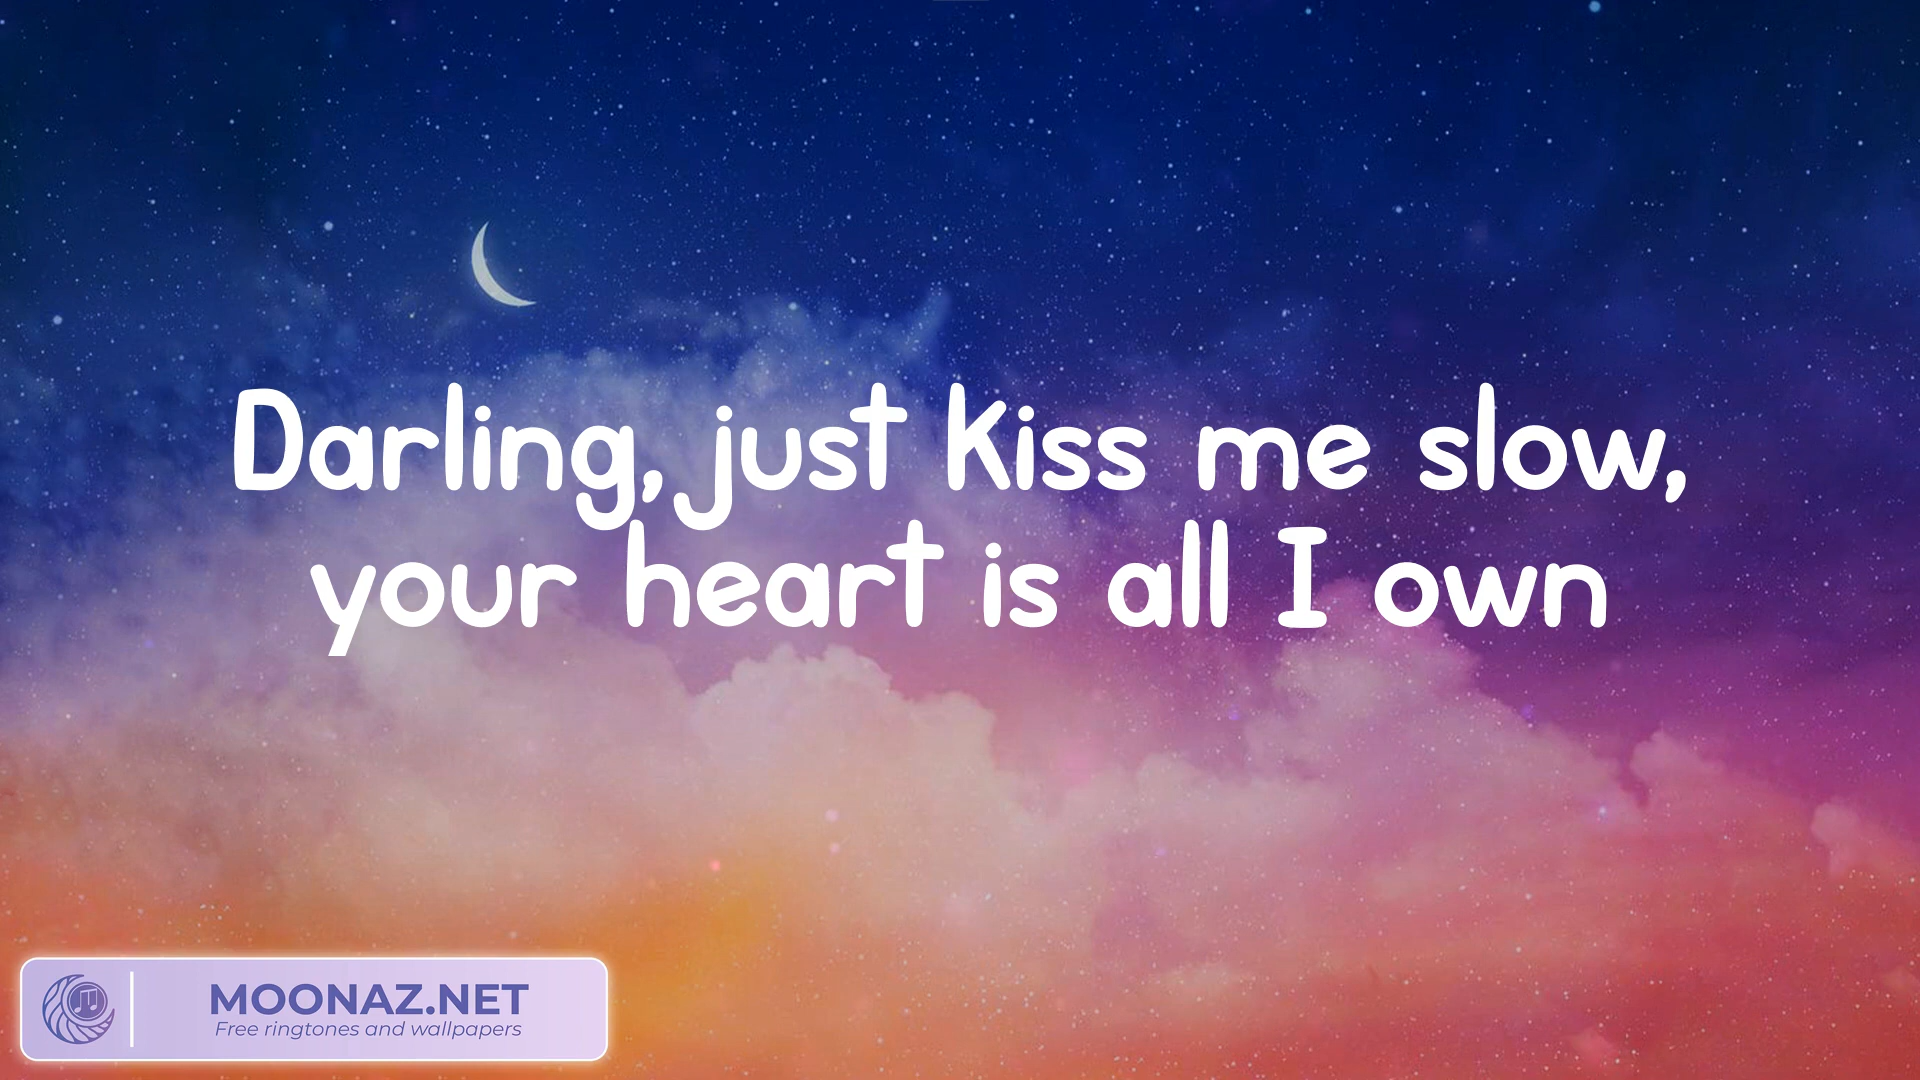 Darling, just kiss me slow,
your heart is all I own
MOONAZ.NET
Free ringtones and wallpapers